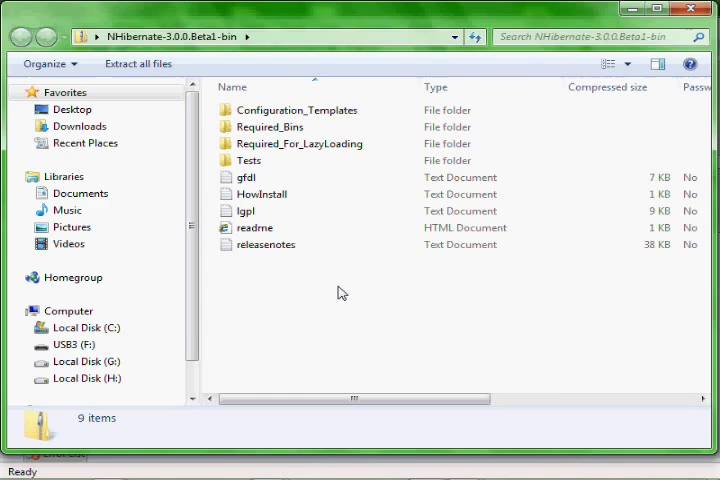 NHibernate-3.0.0.Beta1-bin
Search NHibernate-3.0.0.Beta1-bin
Organize
Extract all files
Name Type Compressed size Passw
Favorites
Desktop
Downloads
Recent Places
Libraries
Documents
Music
Pictures
Videos
Homegroup
Computer
Local Disk (C:)
USB3 (F:)
Local Disk (G:)
Local Disk (H:)
Configuration_Templates File folder
Required_Bins File folder
Required_For_LazyLoading File folder
Tests File folder
gfdl Text Document 7 KB No
HowInstall Text Document 1 KB No
lgpl Text Document 9 KB No
readme HTML Document 1 KB No
releasenotes Text Document 38 KB No
9 items
Error List
Ready